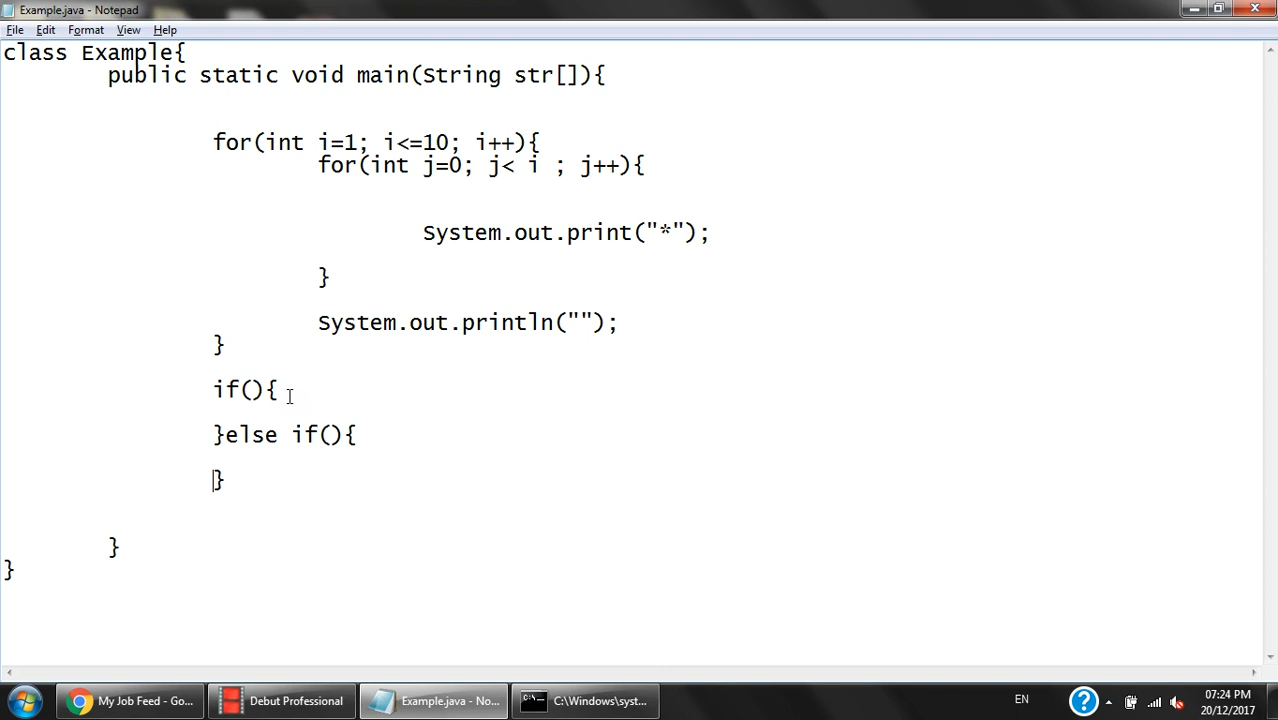 Example.java - Notepad
File Edit Format View Help
class Example{
public static void main(String str[]){
for(int i=1; i<=10; i++){
for(int j=0; j< i ; j++){
System.out.print("*");
}
System.out.println("");
}
if(){
}else if(){
}
}
}
My Job Feed - Go... Debut Professional Example.java - No... C:\Windows\syst... EN 07:24 PM
20/12/2017